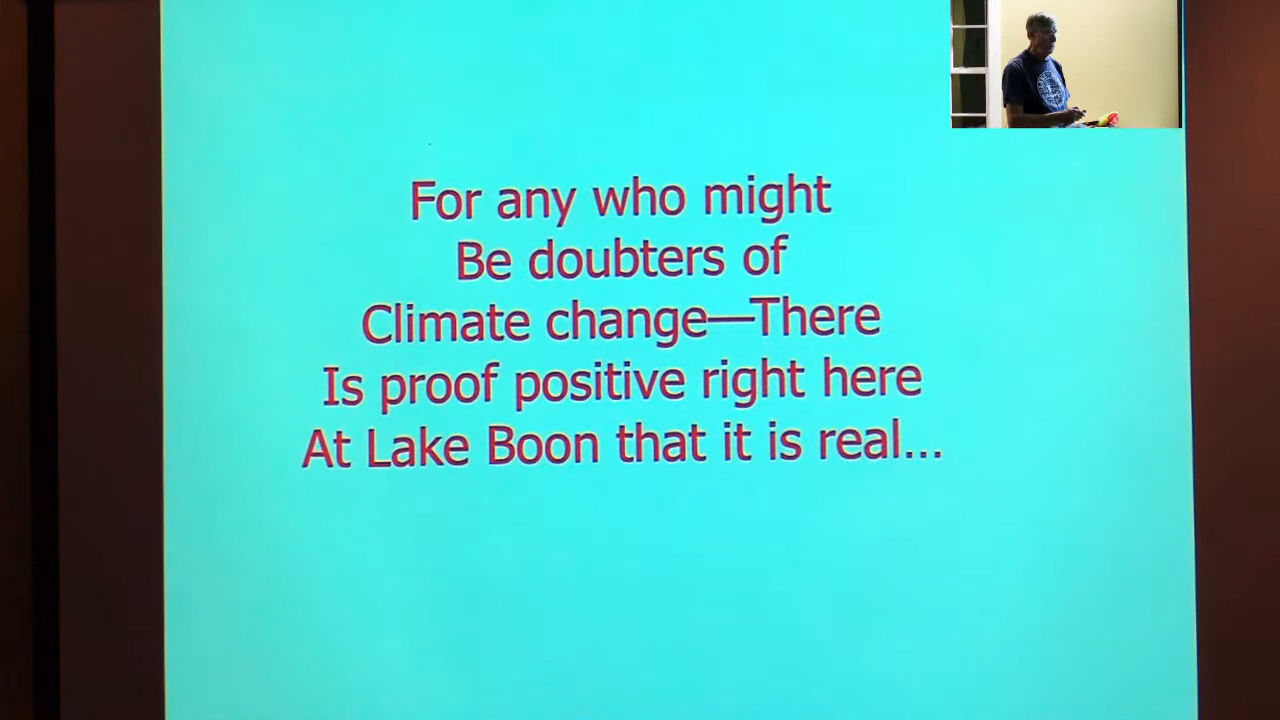 For any who might
Be doubters of
Climate change—There
Is proof positive right here
At Lake Boon that it is real...